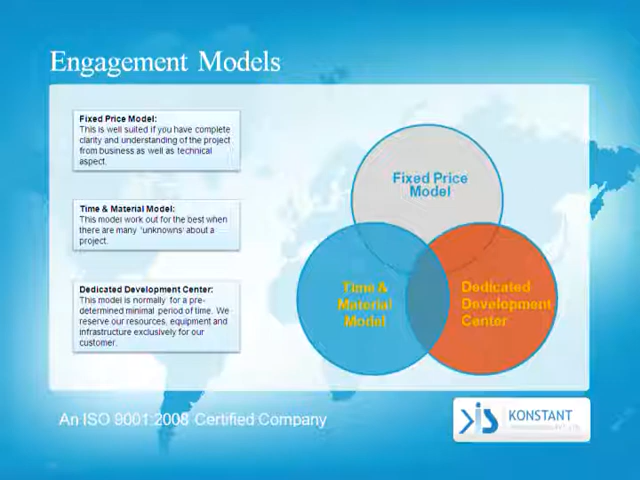 Engagement Models
Fixed Price Model:
This is well suited if you have complete
clarity and understanding of the project
from business as well as technical
aspect.
Time & Material Model:
This model work out for the best when
there are many 'unknowns' about a
project.
Dedicated Development Center:
This model is normally for a pre-
determined minimal period of time. We
reserve our resources, equipment and
infrastructure exclusively for our
customer.
Fixed Price
Model
Time &
Material
Model
Dedicated
Development
Center
An ISO 9001:2008 Certified Company
KONSTANT